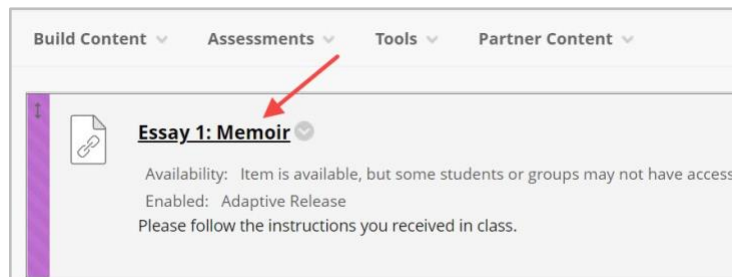 Build Content Assessments Tools Partner Content
Essay 1: Memoir
Availability: Item is available, but some students or groups may not have access
Enabled: Adaptive Release
Please follow the instructions you received in class.